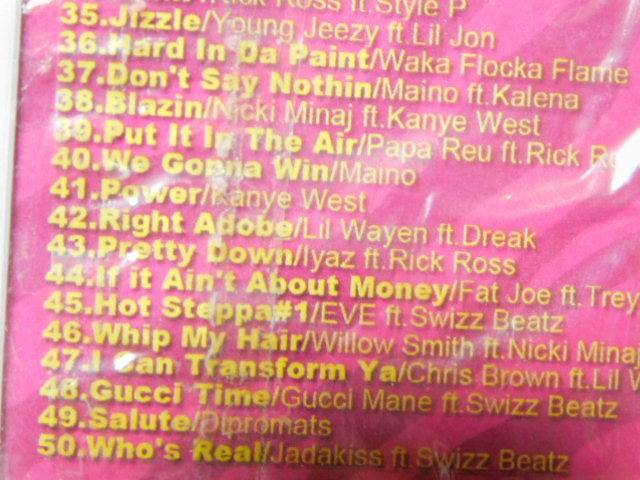 Rick Ross ft.Style P
35.Jizzle/Young Jeezy ft.Lil Jon
36.Hard In Da Paint/Waka Flocka Flame
37.Don't Say Nothin/Maino ft.Kalena
38.Blazin/Nicki Minaj ft.Kanye West
39.Put It In The Air/Papa Reu ft.Rick
40.We Gonna Win/Maino
41.Power/Kanye West
42.Right Adobe/Lil Wayen ft.Dreak
43.Pretty Down/Iyaz ft.Rick Ross
44.If it Ain't About Money/Fat Joe ft.Trey
45.Hot Steppa#1/EVE ft.Swizz Beatz
46.Whip My Hair/Willow Smith ft.Nicki Minaj
47.I Can Transform Ya/Chris Brown ft.Lil
48.Gucci Time/Gucci Mane ft.Swizz Beatz
49.Salute/Dipromats
50.Who's Real/Jadakiss ft.Swizz Beatz